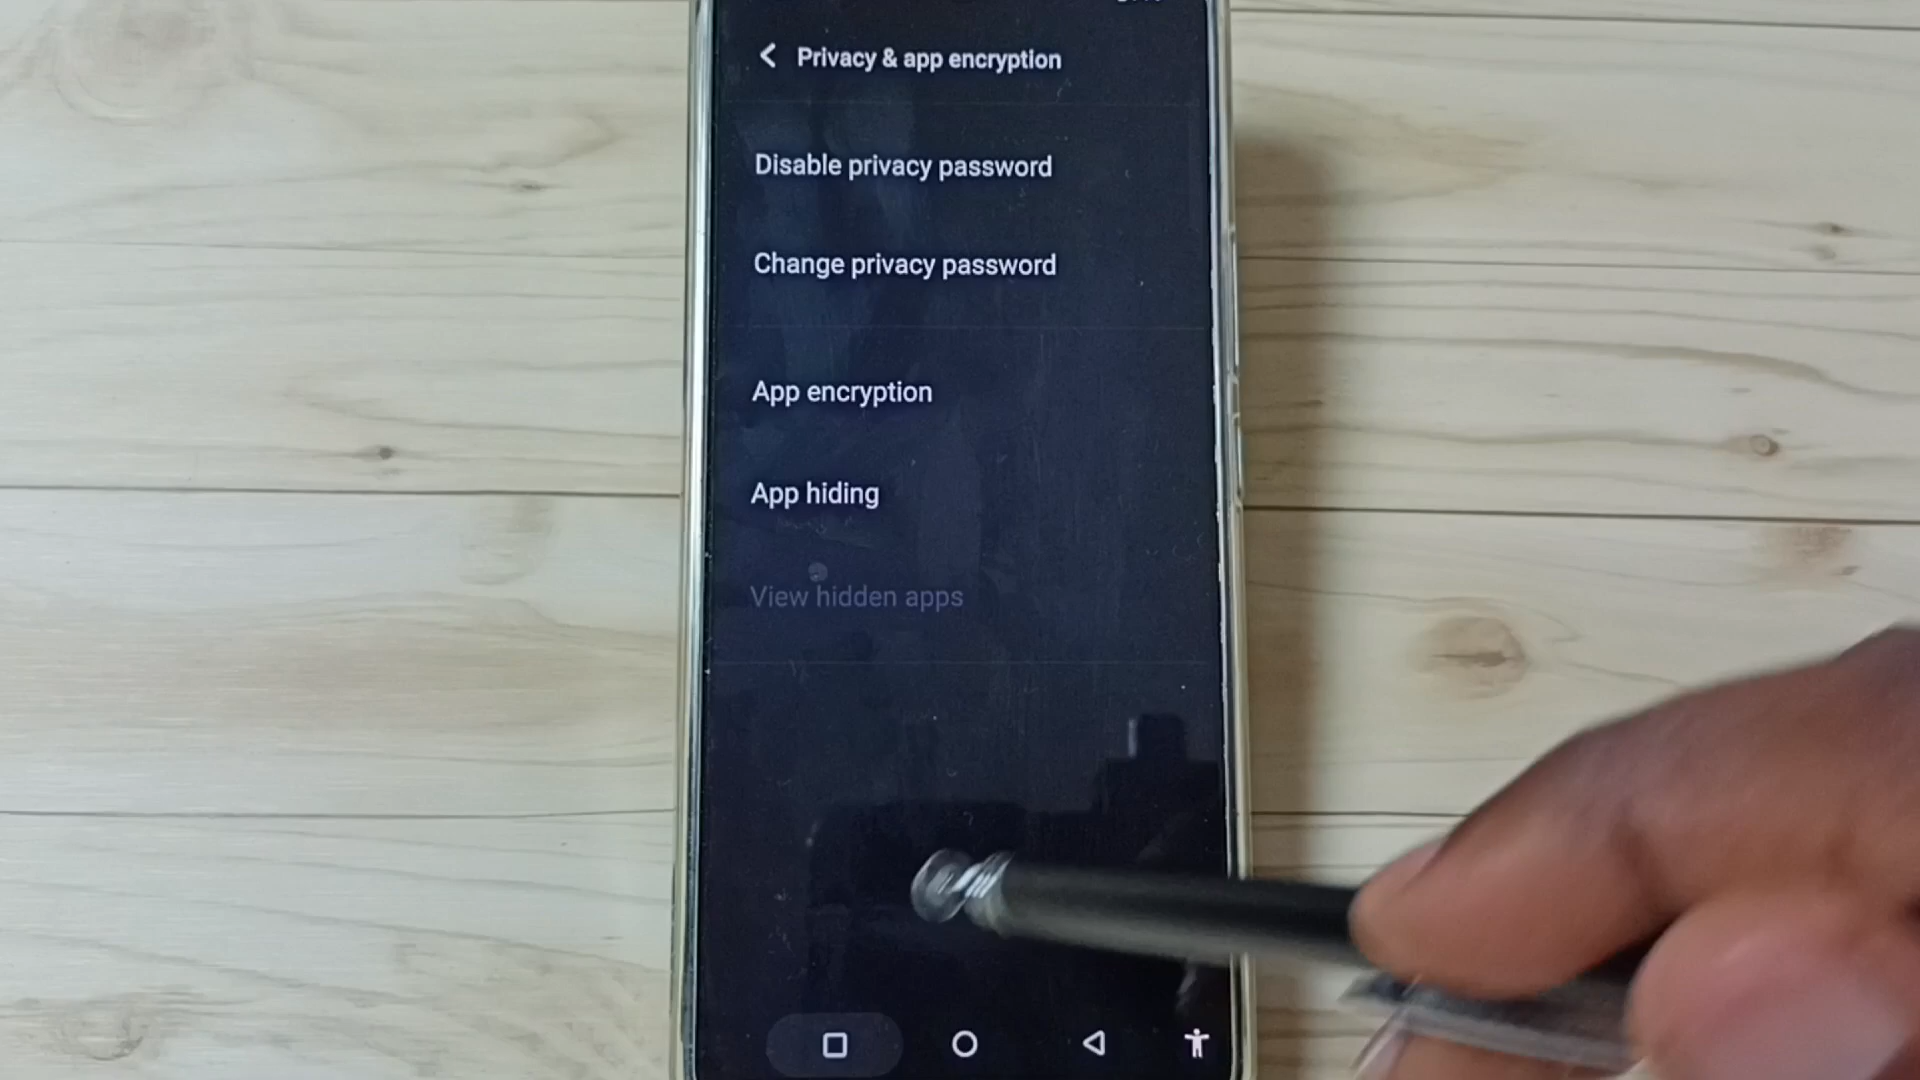 Privacy & app encryption
Disable privacy password
Change privacy password
App encryption
App hiding
View hidden apps